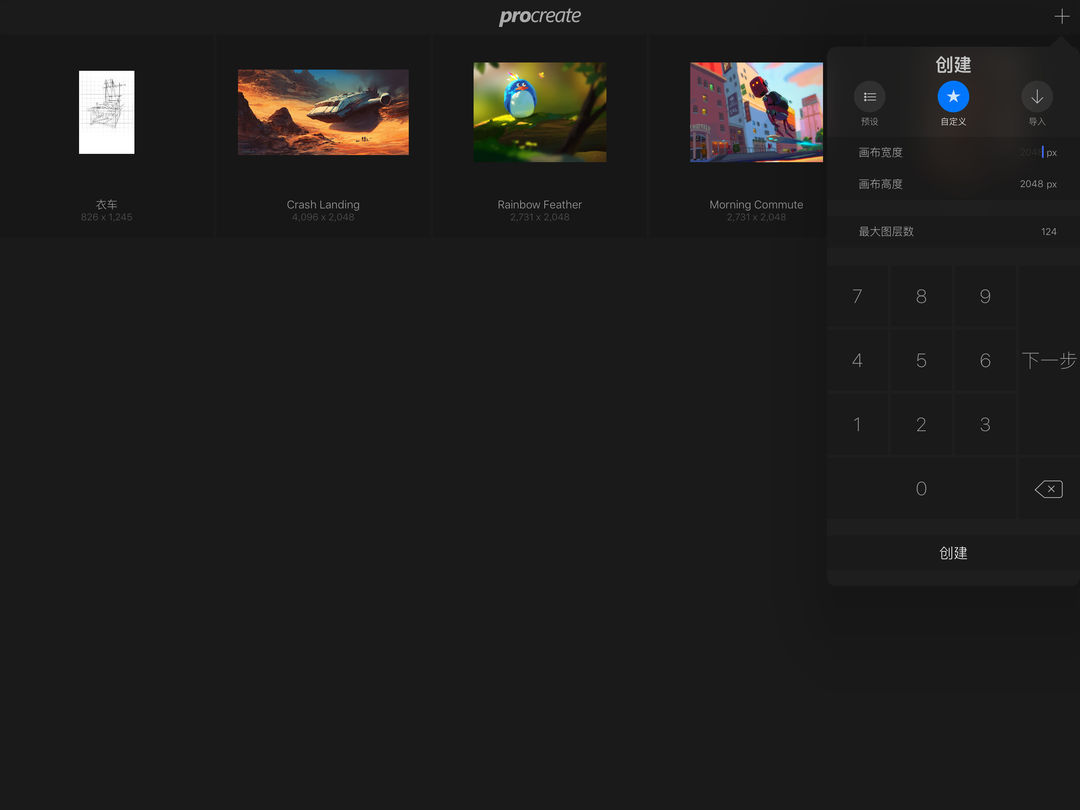 procreate
创建
预设
自定义
导入
画布宽度
2048 px
画布高度
2048 px
最大图层数
124
7
8
9
4
5
6
下一步
1
2
3
0
创建
衣车
826 x 1,245
Crash Landing
4,096 x 2,048
Rainbow Feather
2,731 x 2,048
Morning Commute
2,731 x 2,048